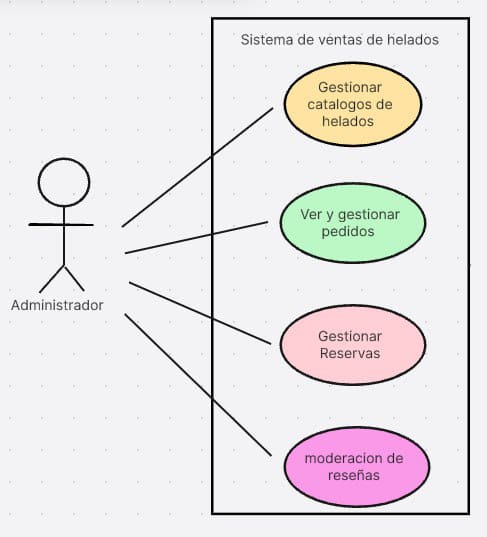 Sistema de ventas de helados
Gestionar
catalogos de
helados
Ver y gestionar
pedidos
Administrador
Gestionar
Reservas
moderacion de
reseñas